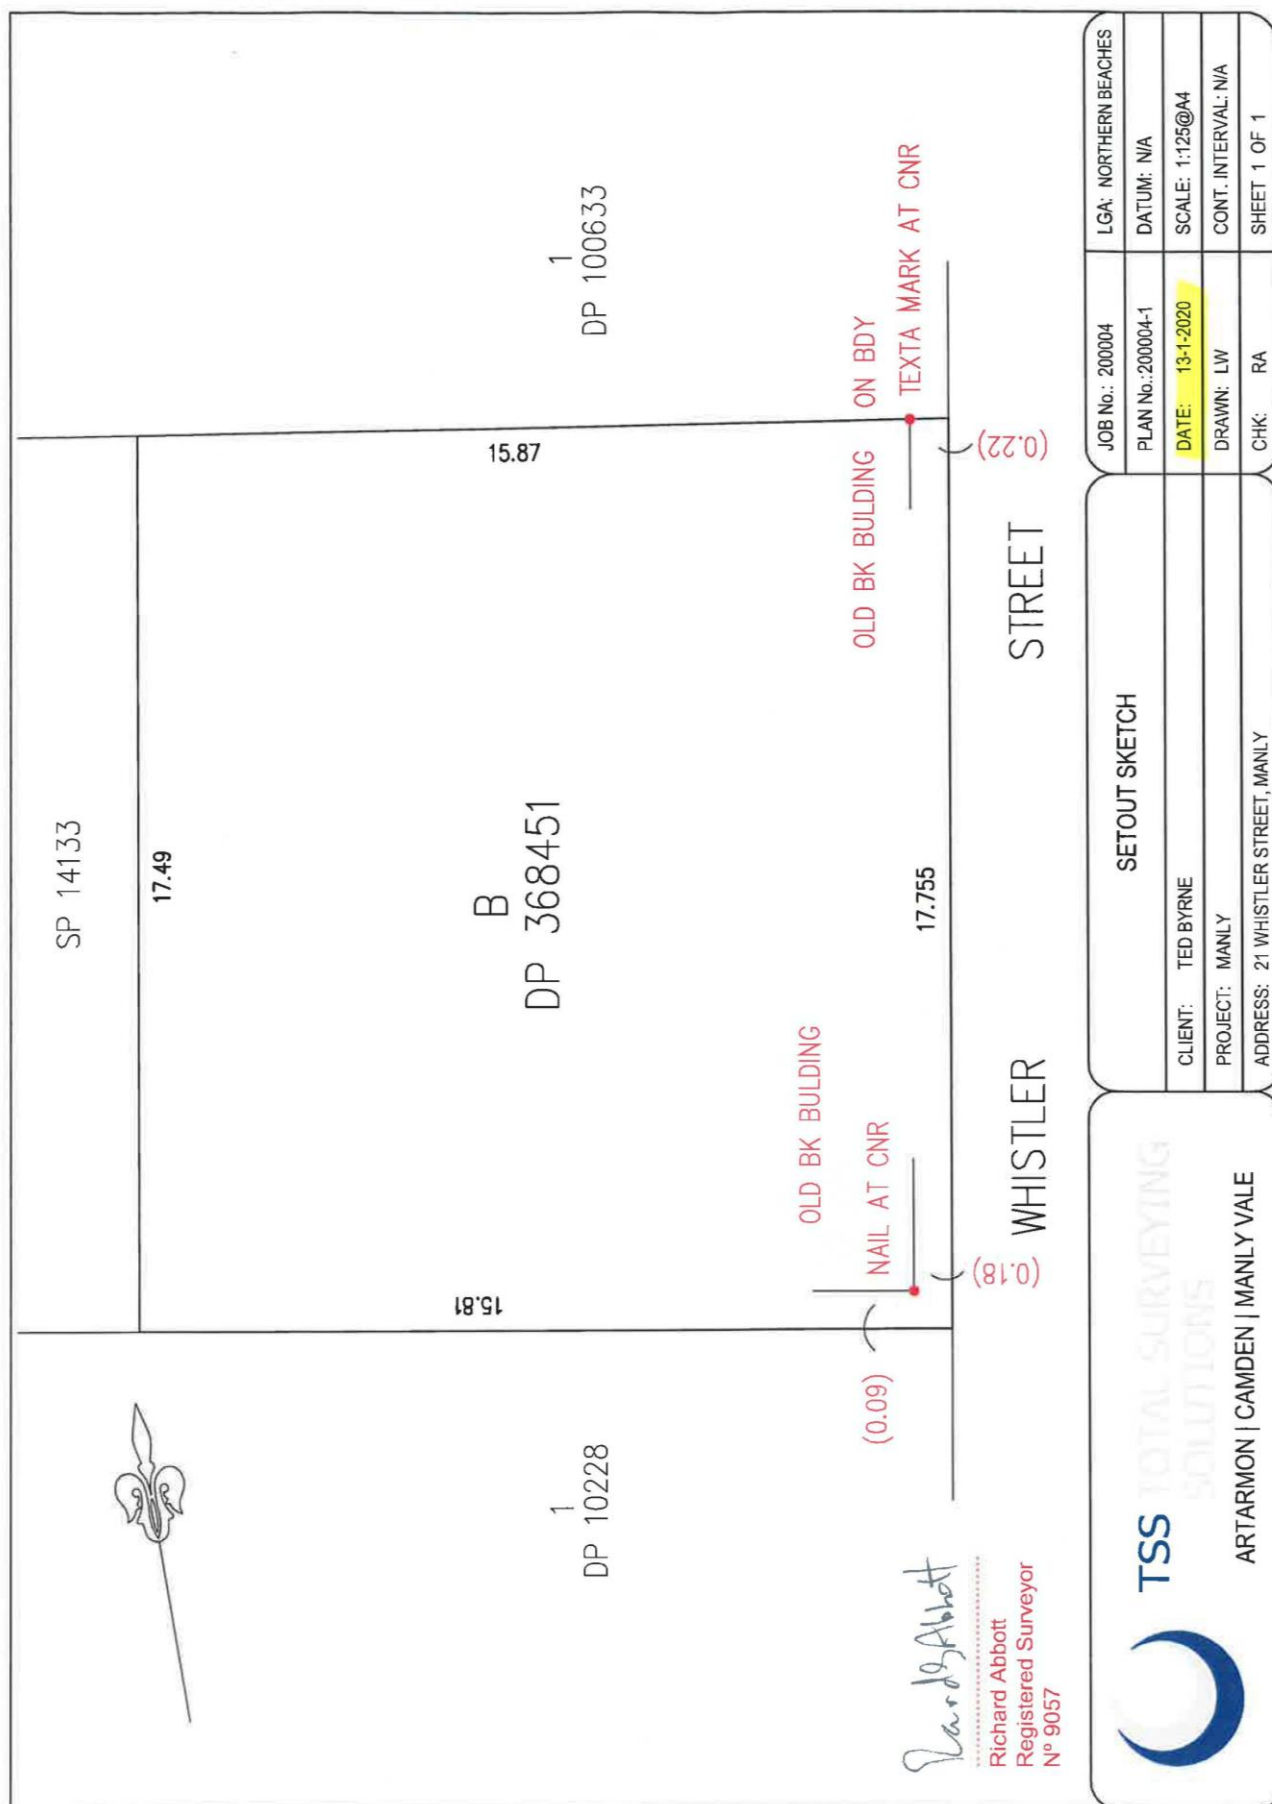 SP 14133
17.49
15.87
15.81
17.755
B
DP 368451
1
DP 10228
1
DP 100633
OLD BK BULDING
NAIL AT CNR
(0.09)
(0.18)
OLD BK BULDING
ON BDY
TEXTA MARK AT CNR
(0.22)
WHISTLER STREET
Richard Abbott
Registered Surveyor
Nº 9057
TSS TOTAL SURVEYING
SOLUTIONS
ARTARMON | CAMDEN | MANLY VALE
SETOUT SKETCH
CLIENT: TED BYRNE
PROJECT: MANLY
ADDRESS: 21 WHISTLER STREET, MANLY
JOB No.: 200004
PLAN No.:200004-1
DATE: 13-1-2020
DRAWN: LW
CHK: RA
LGA: NORTHERN BEACHES
DATUM: N/A
SCALE: 1:125@A4
CONT. INTERVAL: N/A
SHEET 1 OF 1